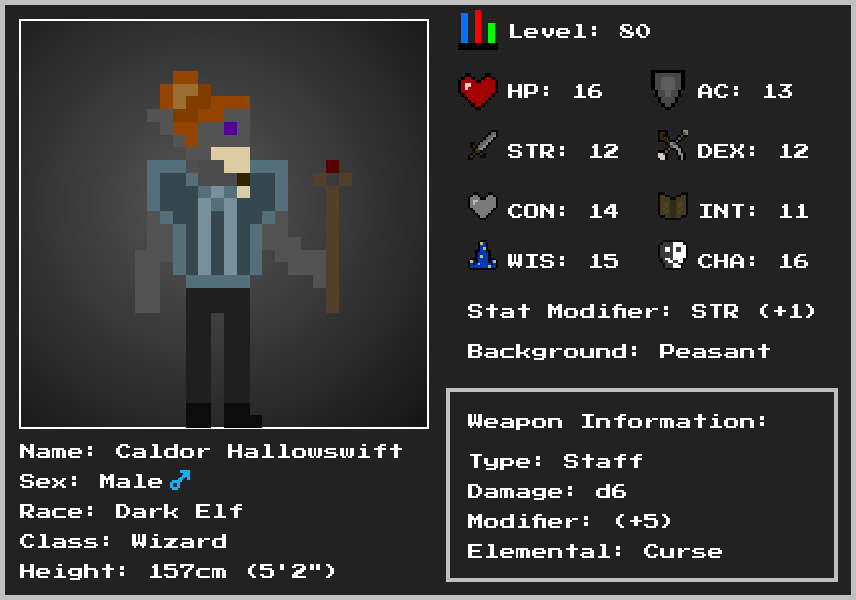 Level: 80
HP: 16 AC: 13
STR: 12 DEX: 12
CON: 14 INT: 11
WIS: 15 CHA: 16
Stat Modifier: STR (+1)
Background: Peasant
Weapon Information:
Type: Staff
Damage: d6
Modifier: (+5)
Elemental: Curse
Name: Caldor Hallowswift
Sex: Male♂
Race: Dark Elf
Class: Wizard
Height: 157cm (5'2")